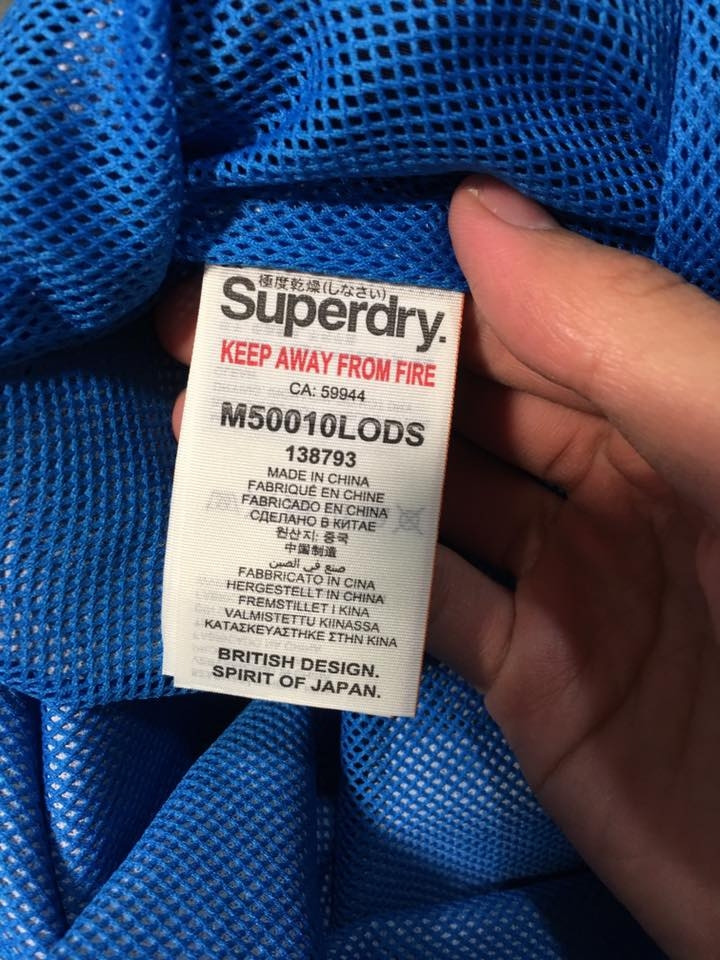 極度乾燥(しなさい)
Superdry.
KEEP AWAY FROM FIRE
CA: 59944
M50010LODS
138793
MADE IN CHINA
FABRIQUÉ EN CHINE
FABRICADO EN CHINA
СДЕЛАНО В КИТАЕ
원산지: 중국
中国制造
صنع في الصين
FABBRICATO IN CINA
HERGESTELLT IN CHINA
FREMSTILLET I KINA
VALMISTETTU KIINASSA
ΚΑΤΑΣΚΕΥΑΣΤΗΚΕ ΣΤΗΝ ΚΙΝΑ
BRITISH DESIGN.
SPIRIT OF JAPAN.